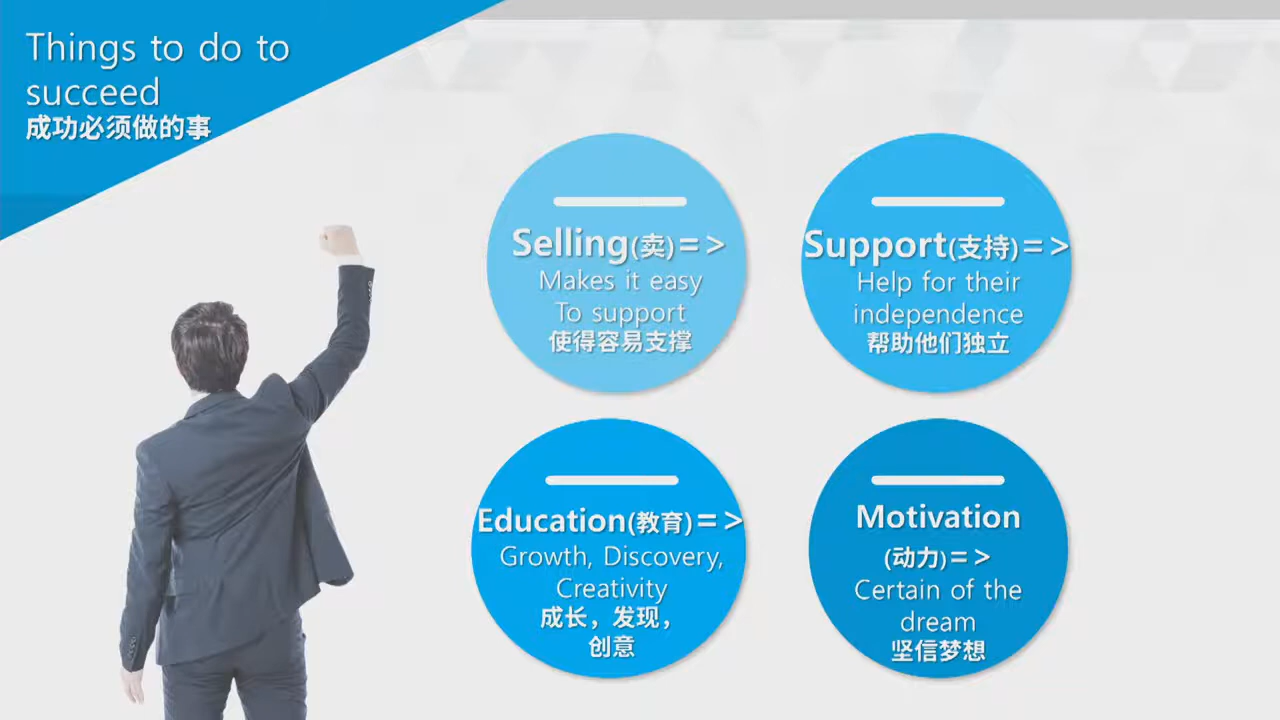 Things to do to
succeed
成功必须做的事
Selling(卖)=>
Makes it easy
To support
使得容易支撑
Support(支持)=>
Help for their
independence
帮助他们独立
Education(教育)=>
Growth, Discovery,
Creativity
成长，发现，
创意
Motivation
(动力)=>
Certain of the
dream
坚信梦想